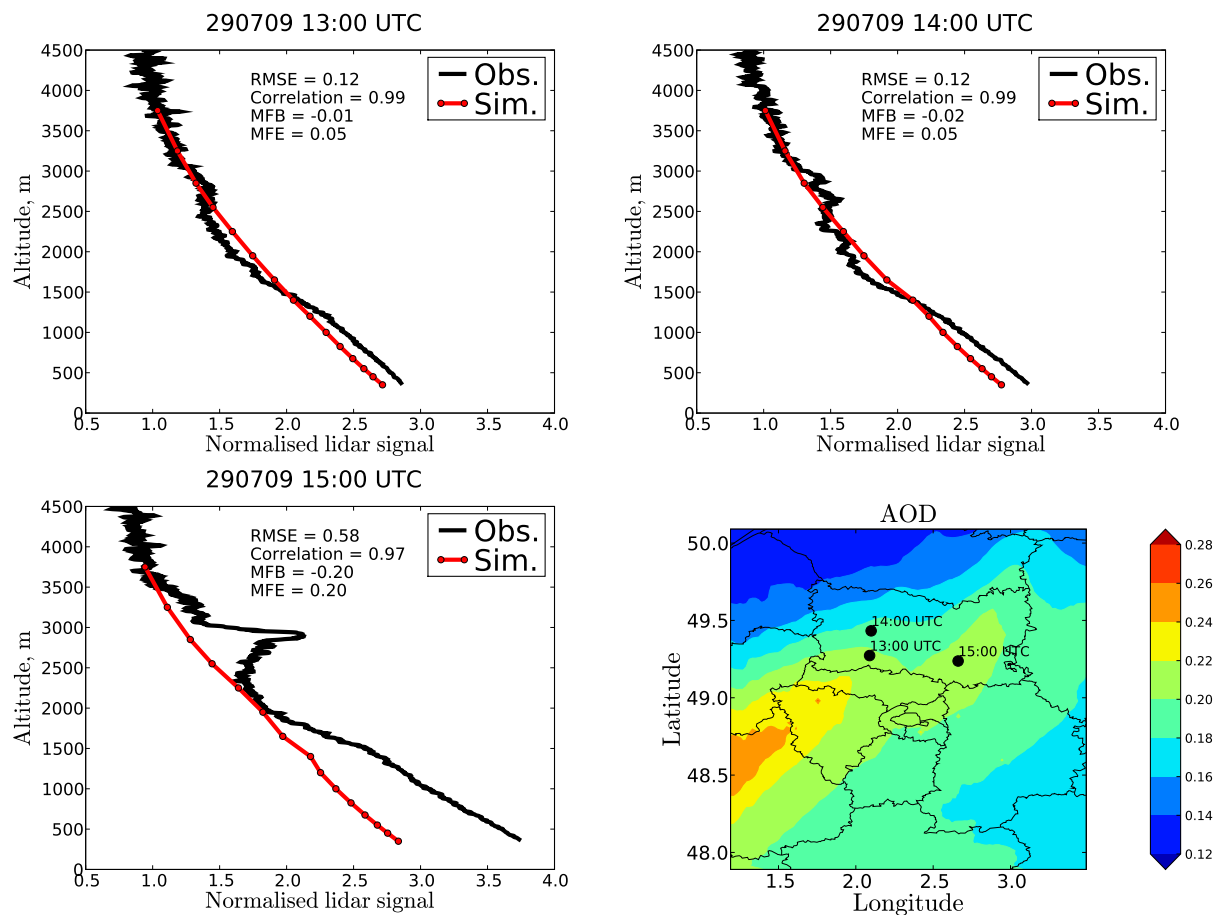 290709 13:00 UTC
4500
4000
3500
3000
2500
2000
1500
1000
500
0
0.5 1.0 1.5 2.0 2.5 3.0 3.5 4.0
Altitude, m
Normalised lidar signal
RMSE = 0.12
Correlation = 0.99
MFB = -0.01
MFE = 0.05
Obs.
Sim.
290709 14:00 UTC
4500
4000
3500
3000
2500
2000
1500
1000
500
0
0.5 1.0 1.5 2.0 2.5 3.0 3.5 4.0
Altitude, m
Normalised lidar signal
RMSE = 0.12
Correlation = 0.99
MFB = -0.02
MFE = 0.05
Obs.
Sim.
290709 15:00 UTC
4500
4000
3500
3000
2500
2000
1500
1000
500
0
0.5 1.0 1.5 2.0 2.5 3.0 3.5 4.0
Altitude, m
Normalised lidar signal
RMSE = 0.58
Correlation = 0.97
MFB = -0.20
MFE = 0.20
Obs.
Sim.
AOD
50.0
49.5
49.0
48.5
48.0
Latitude
14:00 UTC
13:00 UTC
15:00 UTC
1.5 2.0 2.5 3.0
Longitude
0.28
0.26
0.24
0.22
0.20
0.18
0.16
0.14
0.12